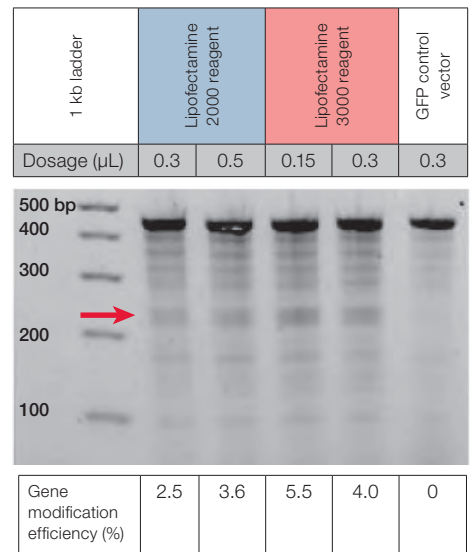 1 kb ladder
Lipofectamine
2000 reagent
Lipofectamine
3000 reagent
GFP control
vector
Dosage (µL) 0.3 0.5 0.15 0.3 0.3
500 bp
400
300
200
100
Gene 2.5 3.6 5.5 4.0 0
modification
efficiency (%)